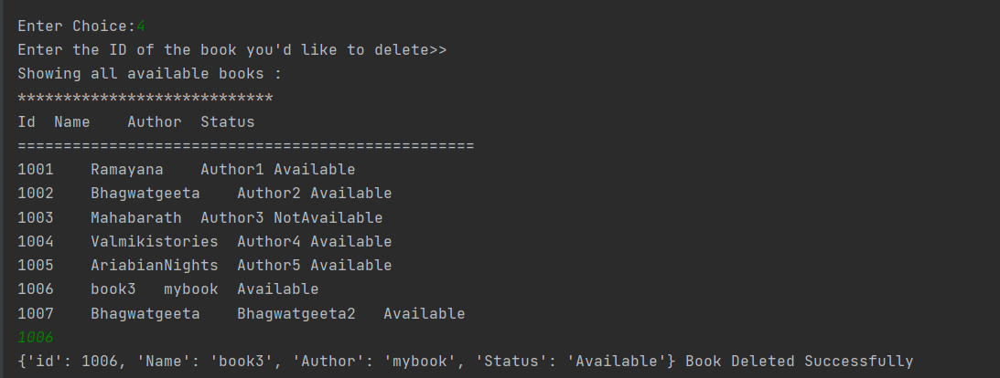 Enter Choice:4
Enter the ID of the book you'd like to delete>>
Showing all available books :
****************************
Id  Name    Author  Status
==================================================
1001    Ramayana    Author1 Available
1002    Bhagwatgeeta    Author2 Available
1003    Mahabarath  Author3 NotAvailable
1004    Valmikistories  Author4 Available
1005    AriabianNights  Author5 Available
1006    book3   mybook  Available
1007    Bhagwatgeeta    Bhagwatgeeta2   Available
1006
{'id': 1006, 'Name': 'book3', 'Author': 'mybook', 'Status': 'Available'} Book Deleted Successfully